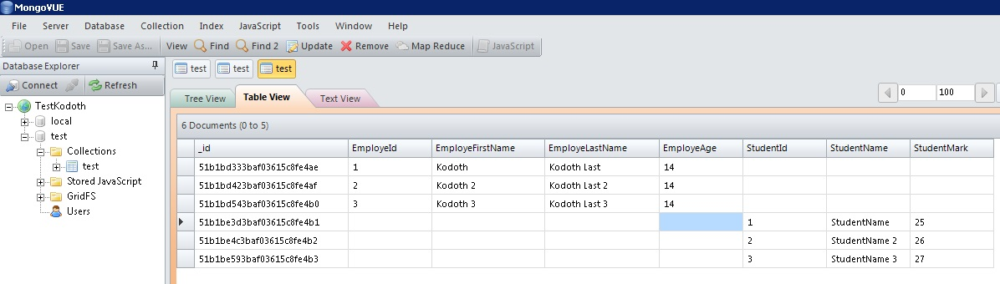 MongoVUE
File Server Database Collection Index JavaScript Tools Window Help
Open Save Save As... View Find Find 2 Update Remove Map Reduce JavaScript
Database Explorer
Connect Refresh
TestKodoth
local
test
Collections
test
Stored JavaScript
GridFS
Users
test test test
Tree View Table View Text View
0 100
6 Documents (0 to 5)
_id EmployeId EmployeFirstName EmployeLastName EmployeAge StudentId StudentName StudentMark
51b1bd333baf03615c8fe4ae 1 Kodoth Kodoth Last 14
51b1bd423baf03615c8fe4af 2 Kodoth 2 Kodoth Last 2 14
51b1bd543baf03615c8fe4b0 3 Kodoth 3 Kodoth Last 3 14
51b1be3d3baf03615c8fe4b1 1 StudentName 25
51b1be4c3baf03615c8fe4b2 2 StudentName 2 26
51b1be593baf03615c8fe4b3 3 StudentName 3 27